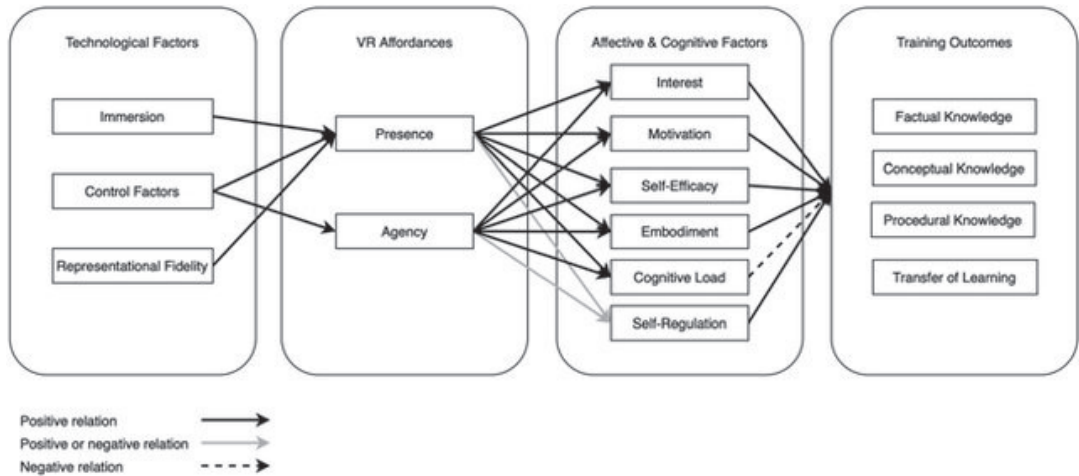 Technological Factors
Immersion
Control Factors
Representational Fidelity
VR Affordances
Presence
Agency
Affective & Cognitive Factors
Interest
Motivation
Self-Efficacy
Embodiment
Cognitive Load
Self-Regulation
Training Outcomes
Factual Knowledge
Conceptual Knowledge
Procedural Knowledge
Transfer of Learning
Positive relation
Positive or negative relation
Negative relation